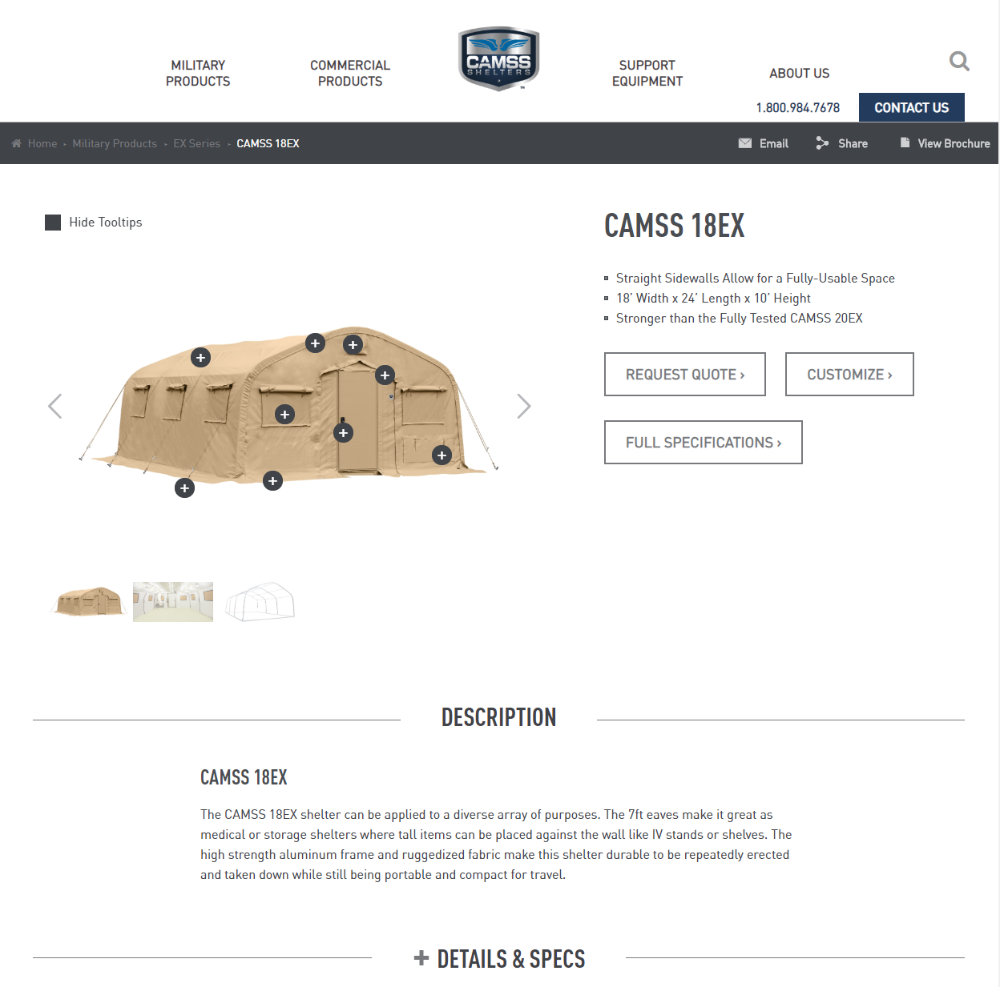 MILITARY
PRODUCTS
COMMERCIAL
PRODUCTS
CAMSS
SHELTERS
™
SUPPORT
EQUIPMENT
ABOUT US
1.800.984.7678
CONTACT US
Home · Military Products · EX Series · CAMSS 18EX
Email
Share
View Brochure
Hide Tooltips
CAMSS 18EX
▪ Straight Sidewalls Allow for a Fully-Usable Space
▪ 18’ Width x 24’ Length x 10’ Height
▪ Stronger than the Fully Tested CAMSS 20EX
REQUEST QUOTE ›
CUSTOMIZE ›
FULL SPECIFICATIONS ›
DESCRIPTION
CAMSS 18EX
The CAMSS 18EX shelter can be applied to a diverse array of purposes. The 7ft eaves make it great as
medical or storage shelters where tall items can be placed against the wall like IV stands or shelves. The
high strength aluminum frame and ruggedized fabric make this shelter durable to be repeatedly erected
and taken down while still being portable and compact for travel.
+ DETAILS & SPECS